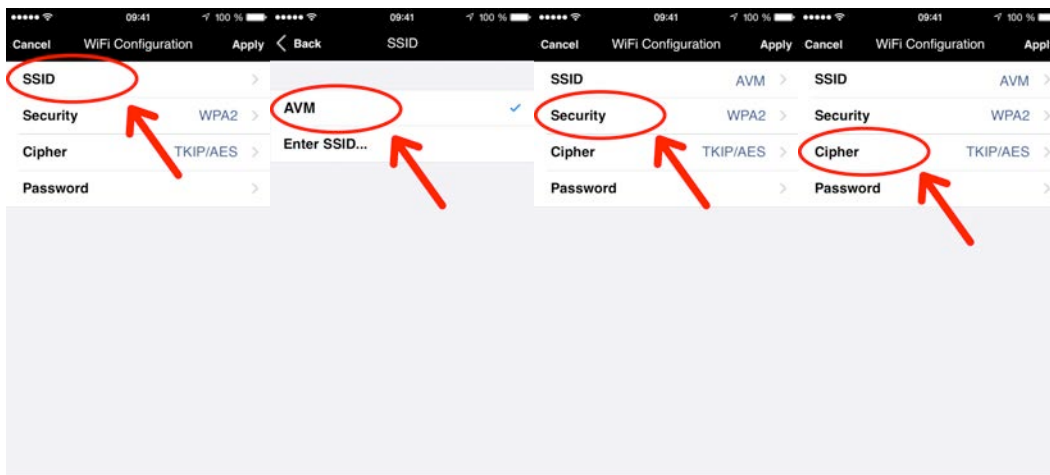 09:41 100 %
Cancel WiFi Configuration Apply
SSID
Security WPA2
Cipher TKIP/AES
Password
09:41 100 %
Back SSID
AVM
Enter SSID...
09:41 100 %
Cancel WiFi Configuration Apply
SSID AVM
Security WPA2
Cipher TKIP/AES
Password
09:41 100 %
Cancel WiFi Configuration Appl
SSID AVM
Security WPA2
Cipher TKIP/AES
Password